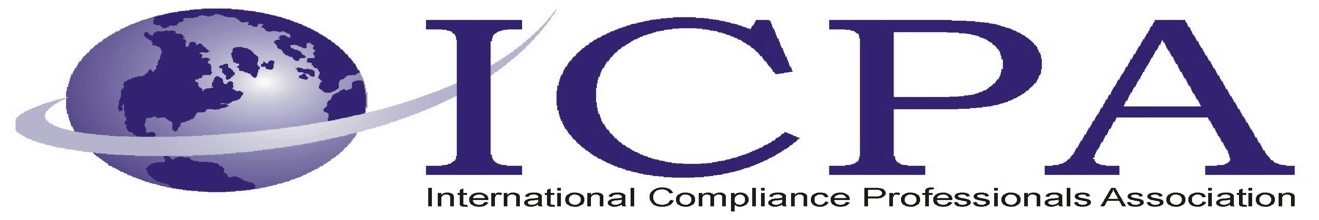 ICPA
International Compliance Professionals Association